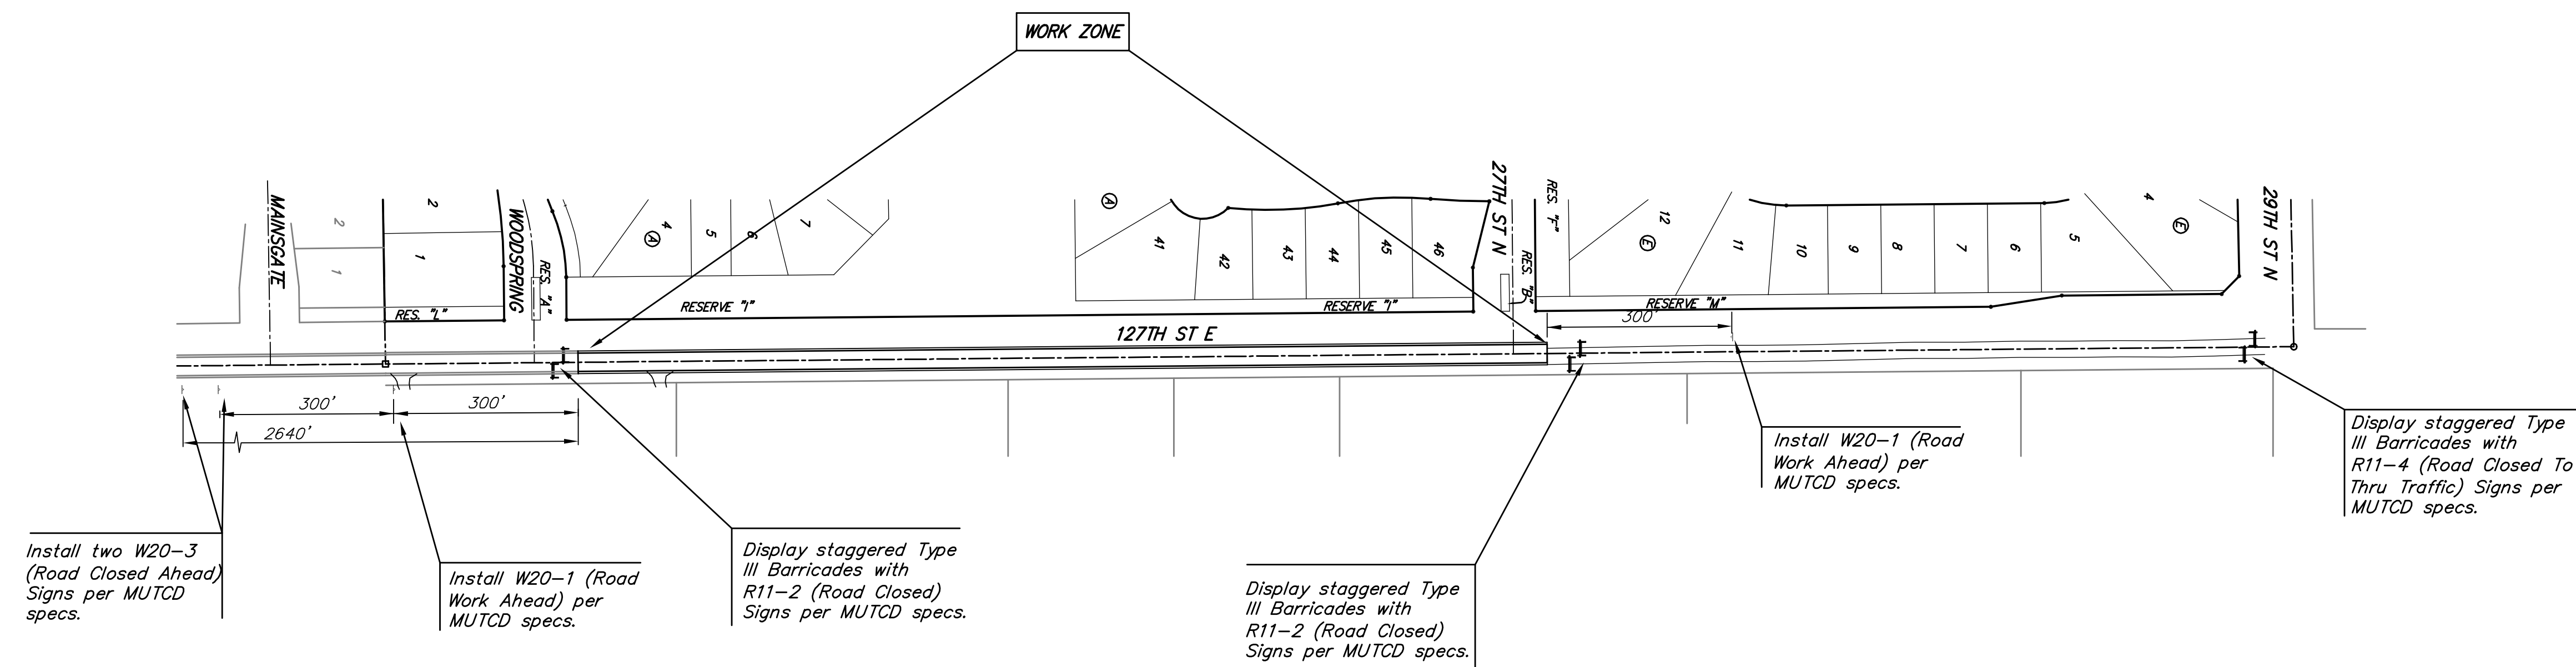 WORK ZONE
MAINSGATE
2
1
2
1
RES. "L"
WOODSPRING
RES. "A"
4
A
5
6
7
RESERVE "I"
A
41
42
43
44
45
46
RESERVE "I"
127TH ST E
27TH ST N
RES. "F"
RES. "B"
12
E
11
10
9
8
7
6
5
4
E
RESERVE "M"
300'
29TH ST N
300'
300'
2640'
Install two W20-3
(Road Closed Ahead)
Signs per MUTCD
specs.
Install W20-1 (Road
Work Ahead) per
MUTCD specs.
Display staggered Type
III Barricades with
R11-2 (Road Closed)
Signs per MUTCD specs.
Display staggered Type
III Barricades with
R11-2 (Road Closed)
Signs per MUTCD specs.
Install W20-1 (Road
Work Ahead) per
MUTCD specs.
Display staggered Type
III Barricades with
R11-4 (Road Closed To
Thru Traffic) Signs per
MUTCD specs.